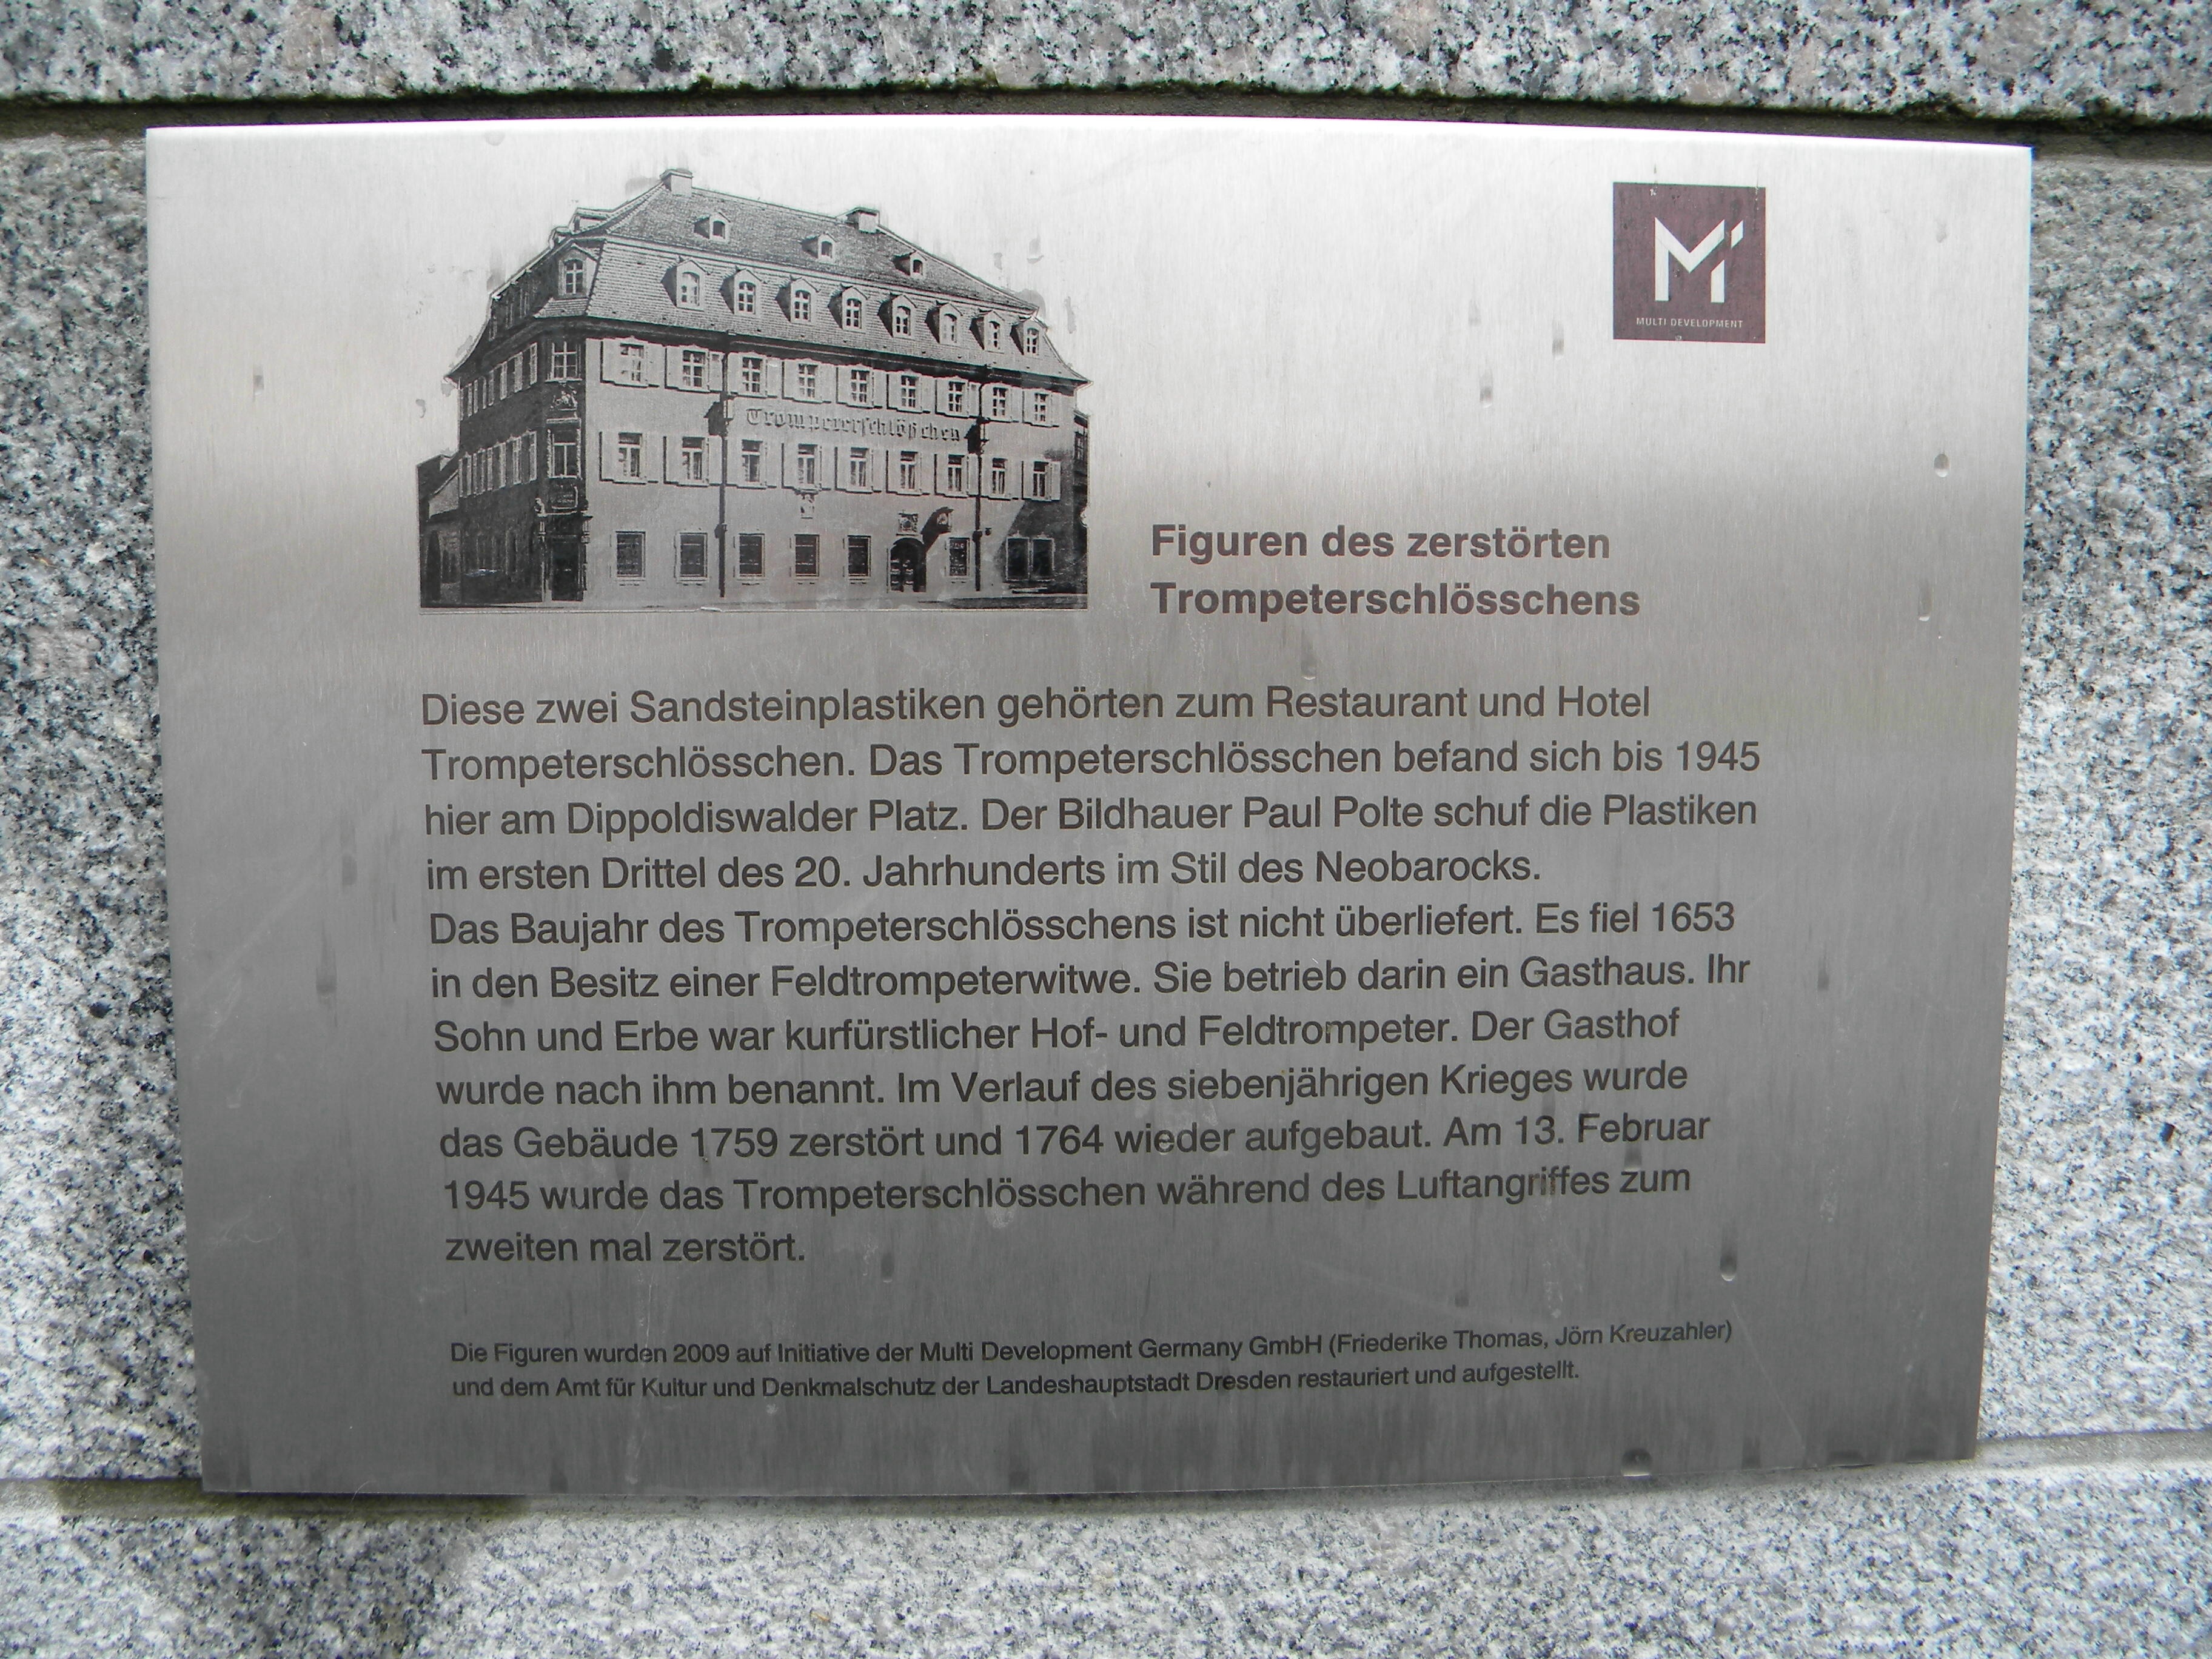 Trompeterschlößchen
MULTI DEVELOPMENT
Figuren des zerstörten
Trompeterschlösschens
Diese zwei Sandsteinplastiken gehörten zum Restaurant und Hotel
Trompeterschlösschen. Das Trompeterschlösschen befand sich bis 1945
hier am Dippoldiswalder Platz. Der Bildhauer Paul Polte schuf die Plastiken
im ersten Drittel des 20. Jahrhunderts im Stil des Neobarocks.
Das Baujahr des Trompeterschlösschens ist nicht überliefert. Es fiel 1653
in den Besitz einer Feldtrompeterwitwe. Sie betrieb darin ein Gasthaus. Ihr
Sohn und Erbe war kurfürstlicher Hof- und Feldtrompeter. Der Gasthof
wurde nach ihm benannt. Im Verlauf des siebenjährigen Krieges wurde
das Gebäude 1759 zerstört und 1764 wieder aufgebaut. Am 13. Februar
1945 wurde das Trompeterschlösschen während des Luftangriffes zum
zweiten mal zerstört.
Die Figuren wurden 2009 auf Initiative der Multi Development Germany GmbH (Friederike Thomas, Jörn Kreuzahler)
und dem Amt für Kultur und Denkmalschutz der Landeshauptstadt Dresden restauriert und aufgestellt.